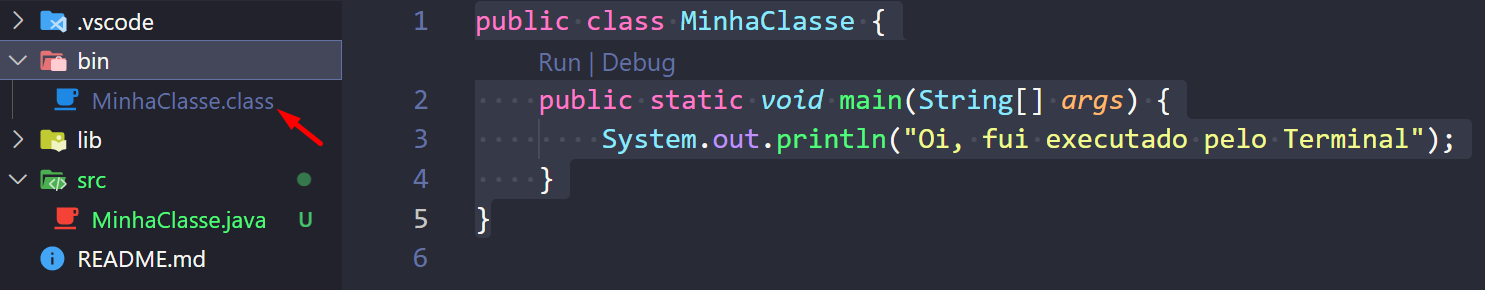 .vscode
bin
MinhaClasse.class
lib
src
MinhaClasse.java U
README.md
1 public class MinhaClasse {
Run | Debug
2 public static void main(String[] args) {
3 System.out.println("Oi, fui executado pelo Terminal");
4 }
5 }
6